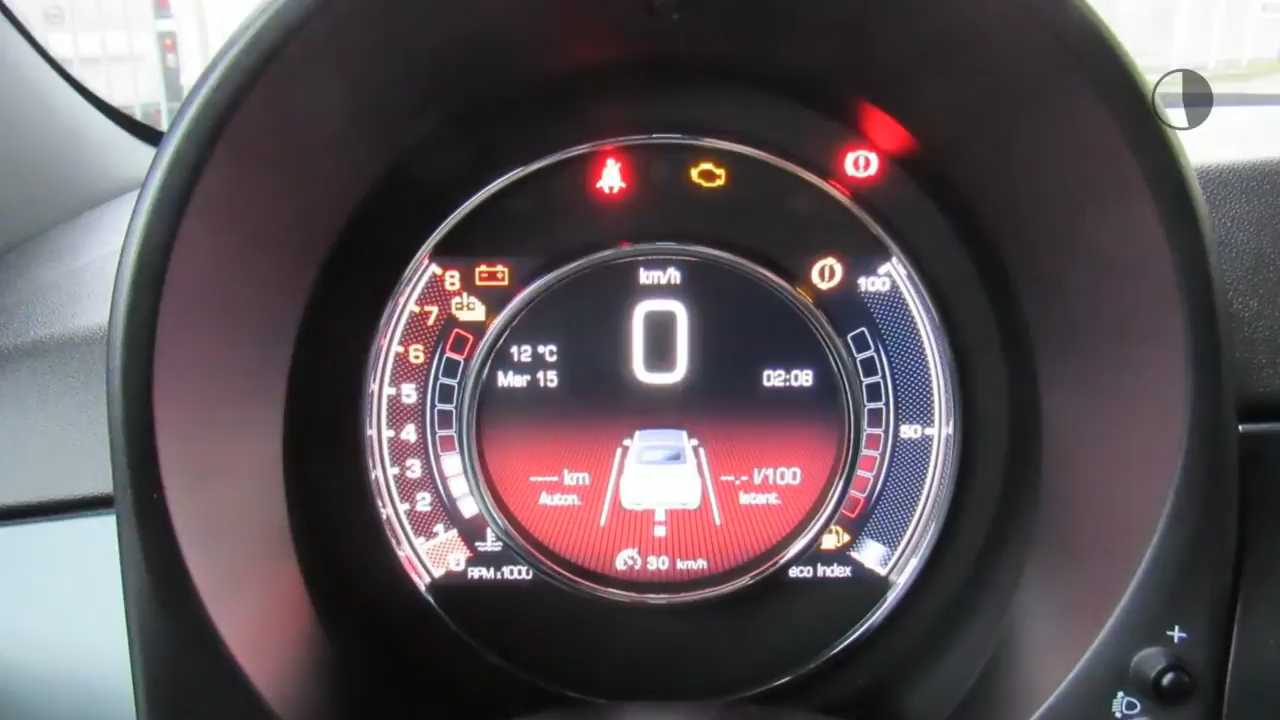 km/h
0
8
7
6
5
4
3
2
1
0
RPM x1000
12 °C
Mar 15
02:08
---- km
Auton.
--.- l/100
Istant.
30 km/h
100
50
eco Index
+